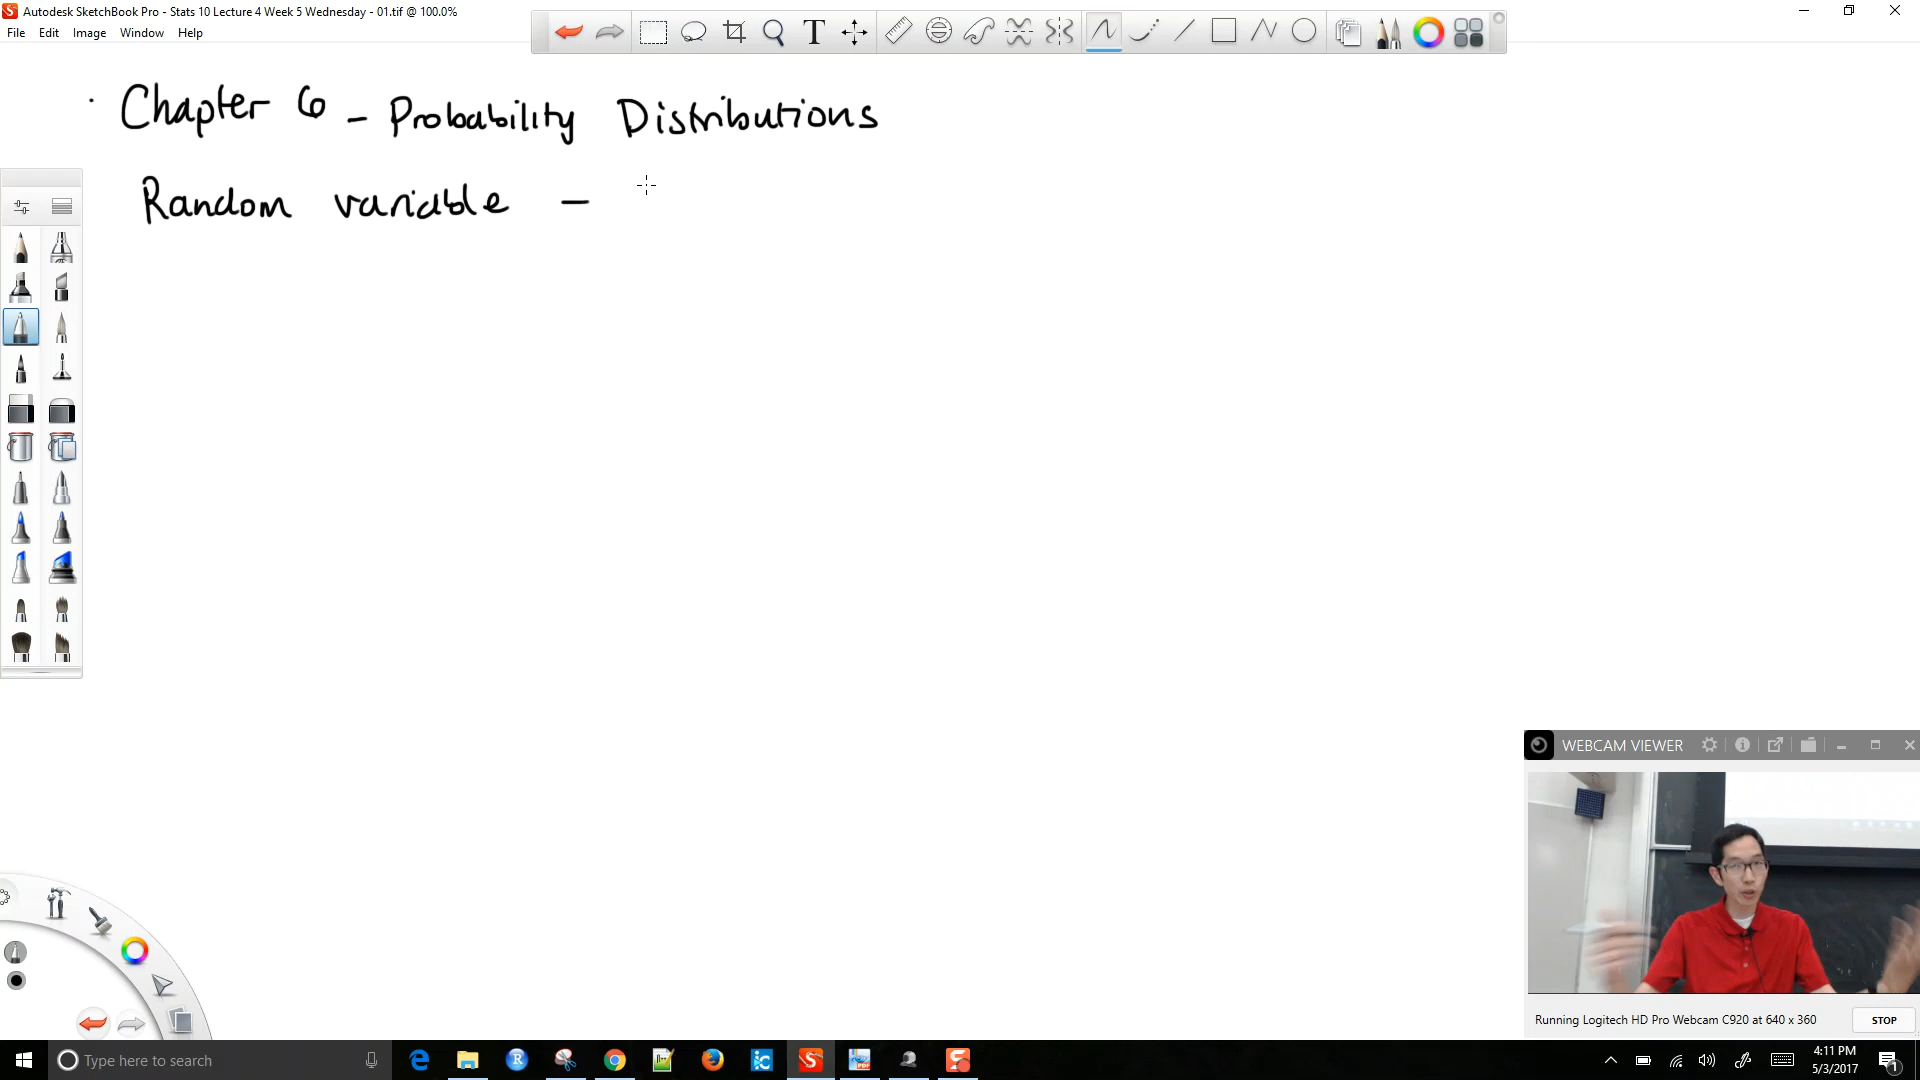 Autodesk SketchBook Pro - Stats 10 Lecture 4 Week 5 Wednesday - 01.tif @ 100.0%
File Edit Image Window Help
T
· Chapter 6 - Probability Distributions
Random variable -
WEBCAM VIEWER
Running Logitech HD Pro Webcam C920 at 640 x 360
STOP
Type here to search
4:11 PM
5/3/2017
1